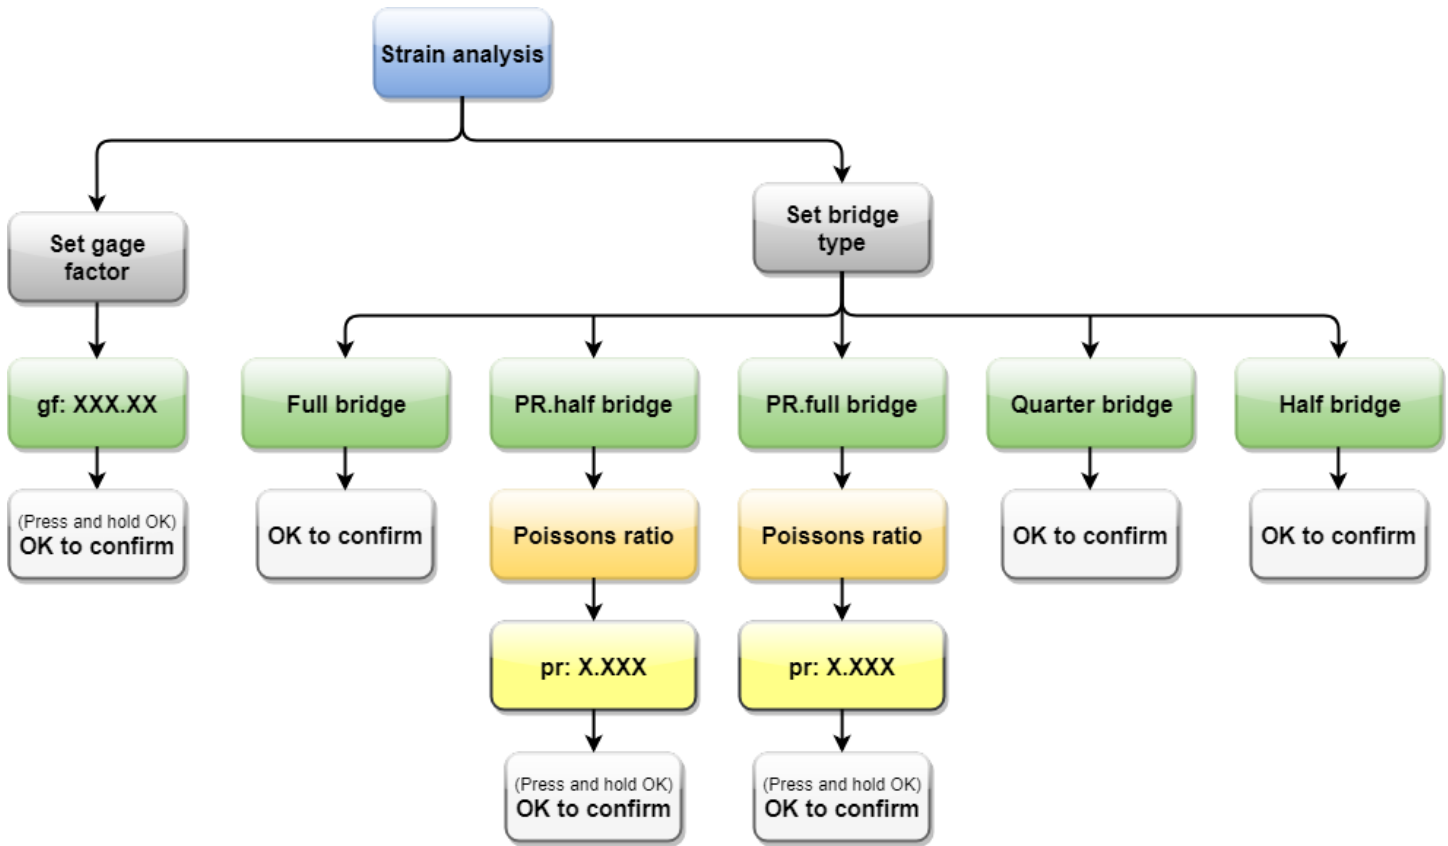 Strain analysis
Set gage
factor
Set bridge
type
gf: XXX.XX
Full bridge
PR.half bridge
PR.full bridge
Quarter bridge
Half bridge
(Press and hold OK)
OK to confirm
OK to confirm
Poissons ratio
Poissons ratio
OK to confirm
OK to confirm
pr: X.XXX
pr: X.XXX
(Press and hold OK)
OK to confirm
(Press and hold OK)
OK to confirm